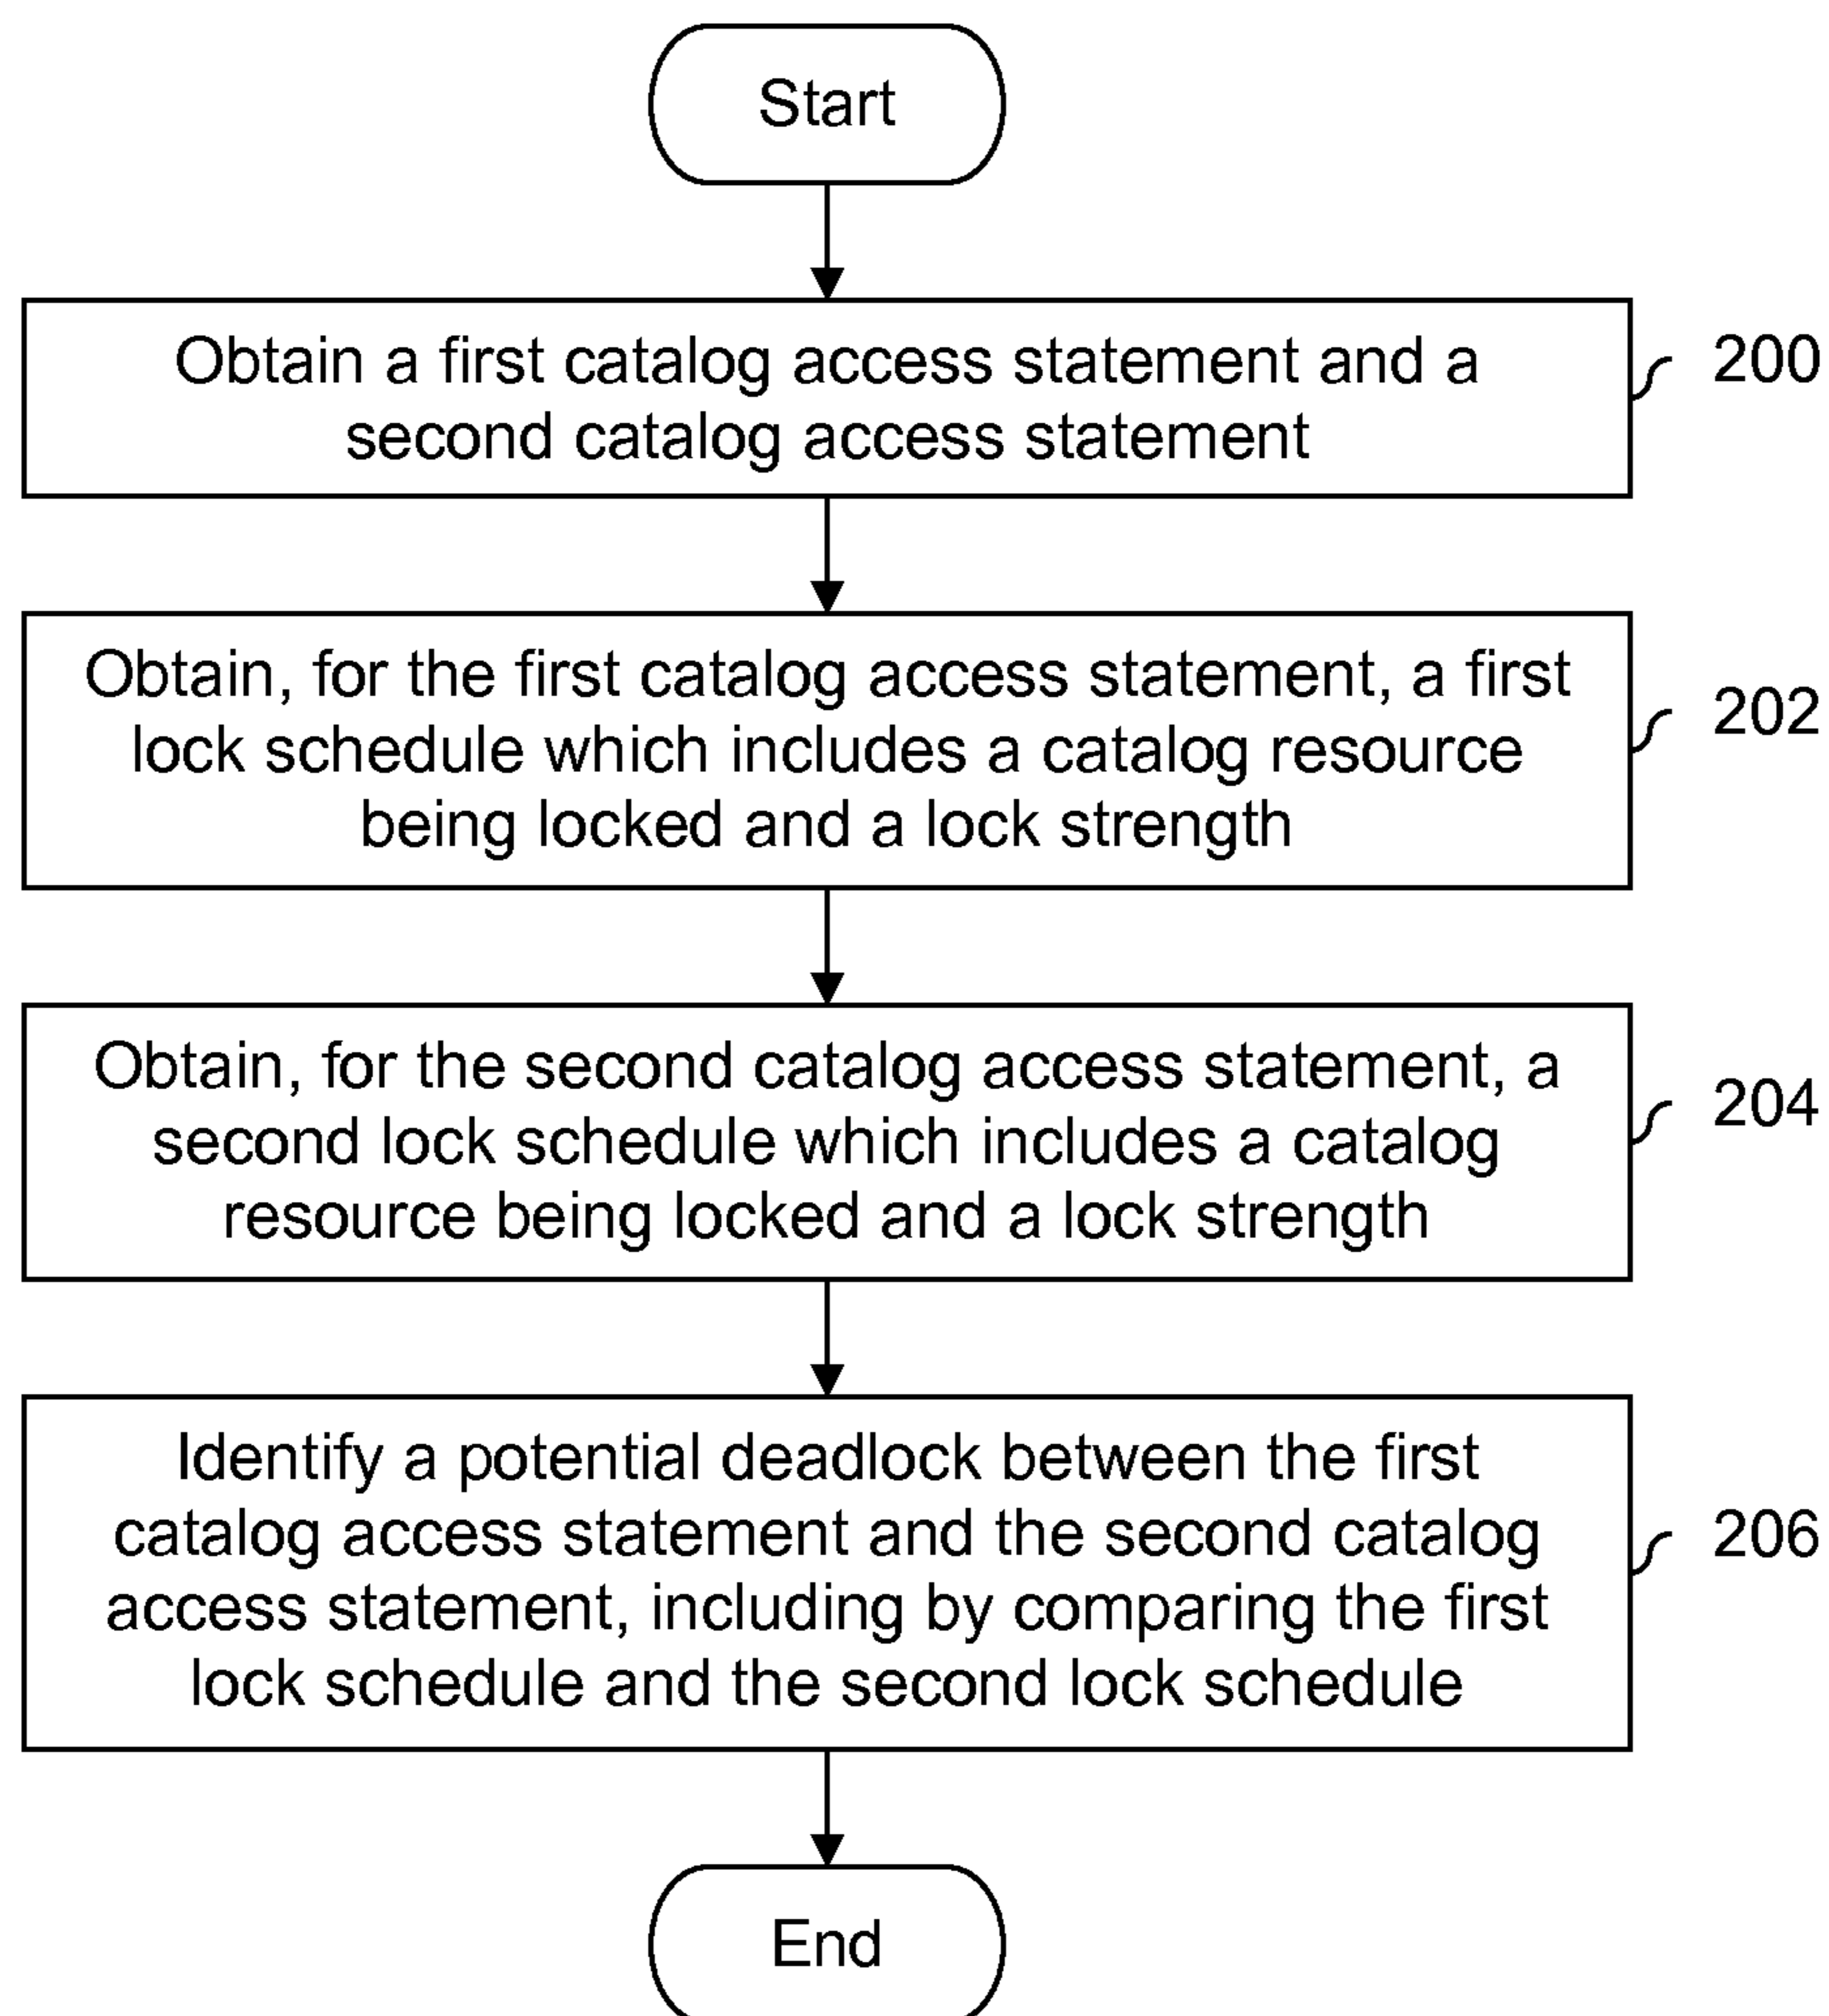 Start
Obtain a first catalog access statement and a
second catalog access statement
200
Obtain, for the first catalog access statement, a first
lock schedule which includes a catalog resource
being locked and a lock strength
202
Obtain, for the second catalog access statement, a
second lock schedule which includes a catalog
resource being locked and a lock strength
204
Identify a potential deadlock between the first
catalog access statement and the second catalog
access statement, including by comparing the first
lock schedule and the second lock schedule
206
End